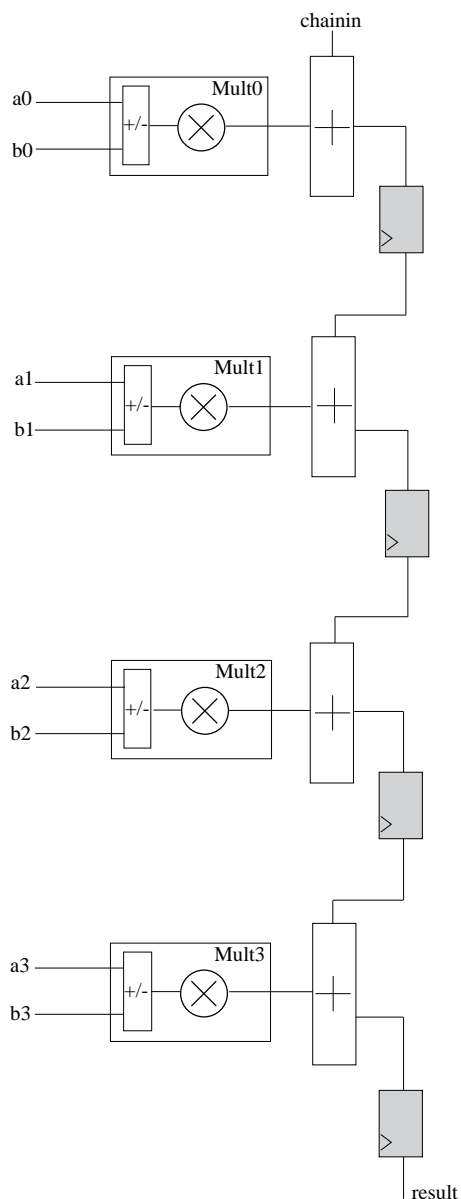 chainin
Mult0
a0
+/-
b0
Mult1
a1
+/-
b1
Mult2
a2
+/-
b2
Mult3
a3
+/-
b3
result